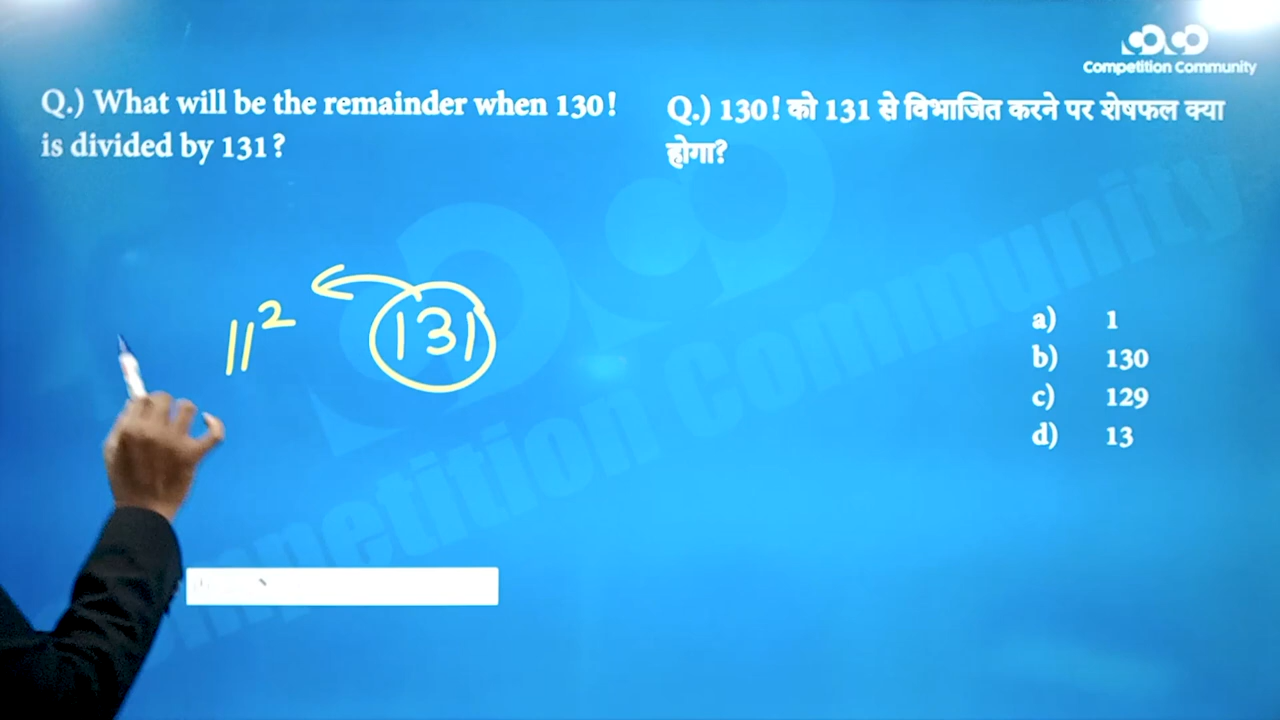 Competition Community
Q.) What will be the remainder when 130!
is divided by 131?
Q.) 130! को 131 से विभाजित करने पर शेषफल क्या
होगा?
11² 131
a) 1
b) 130
c) 129
d) 13
Competition Community